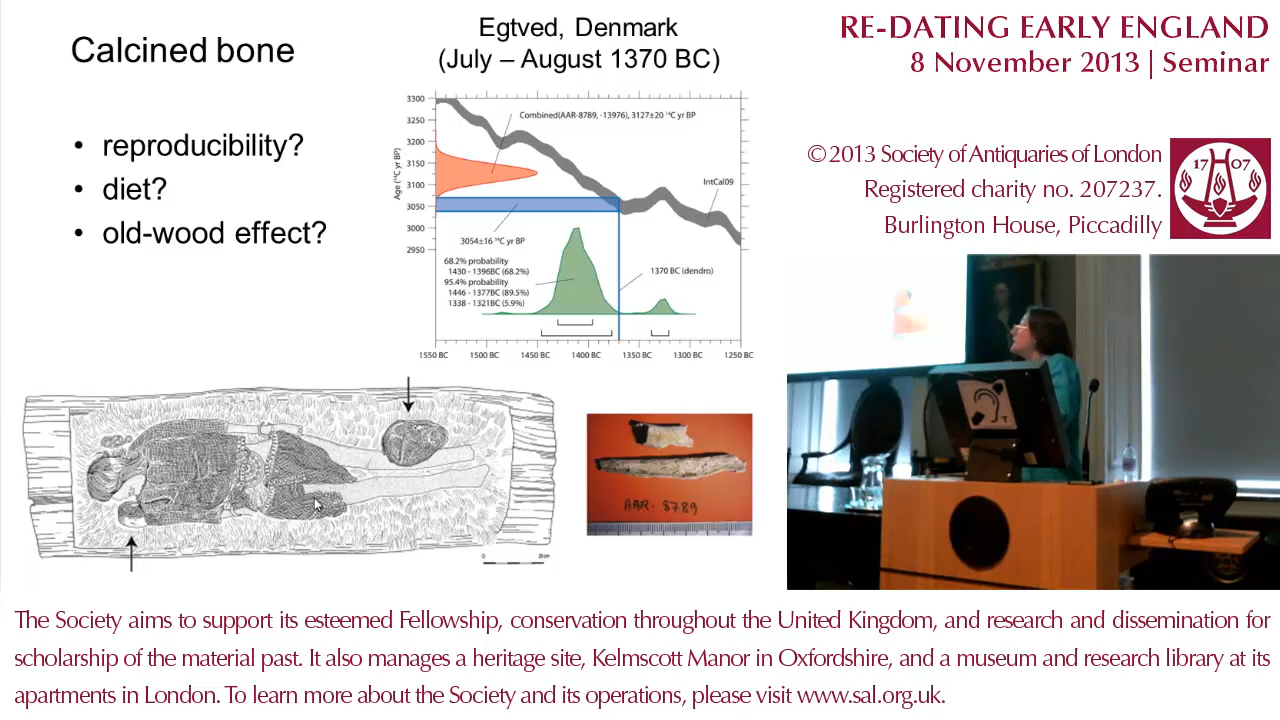 Calcined bone
• reproducibility?
• diet?
• old-wood effect?
Egtved, Denmark
(July – August 1370 BC)
3300
3250
3200
3150
3100
3050
3000
2950
Age (¹⁴C yr BP)
Combined(AAR-8789, -13976), 3127±20 ¹⁴C yr BP
IntCal09
3054±16 ¹⁴C yr BP
68.2% probability
1430 - 1396BC (68.2%)
95.4% probability
1446 - 1377BC (89.5%)
1338 - 1321BC (5.9%)
1370 BC (dendro)
1550 BC 1500 BC 1450 BC 1400 BC 1350 BC 1300 BC 1250 BC
AAR-8789
RE-DATING EARLY ENGLAND
8 November 2013 | Seminar
© 2013 Society of Antiquaries of London
Registered charity no. 207237.
Burlington House, Piccadilly
17 07
T
The Society aims to support its esteemed Fellowship, conservation throughout the United Kingdom, and research and dissemination for
scholarship of the material past. It also manages a heritage site, Kelmscott Manor in Oxfordshire, and a museum and research library at its
apartments in London. To learn more about the Society and its operations, please visit www.sal.org.uk.